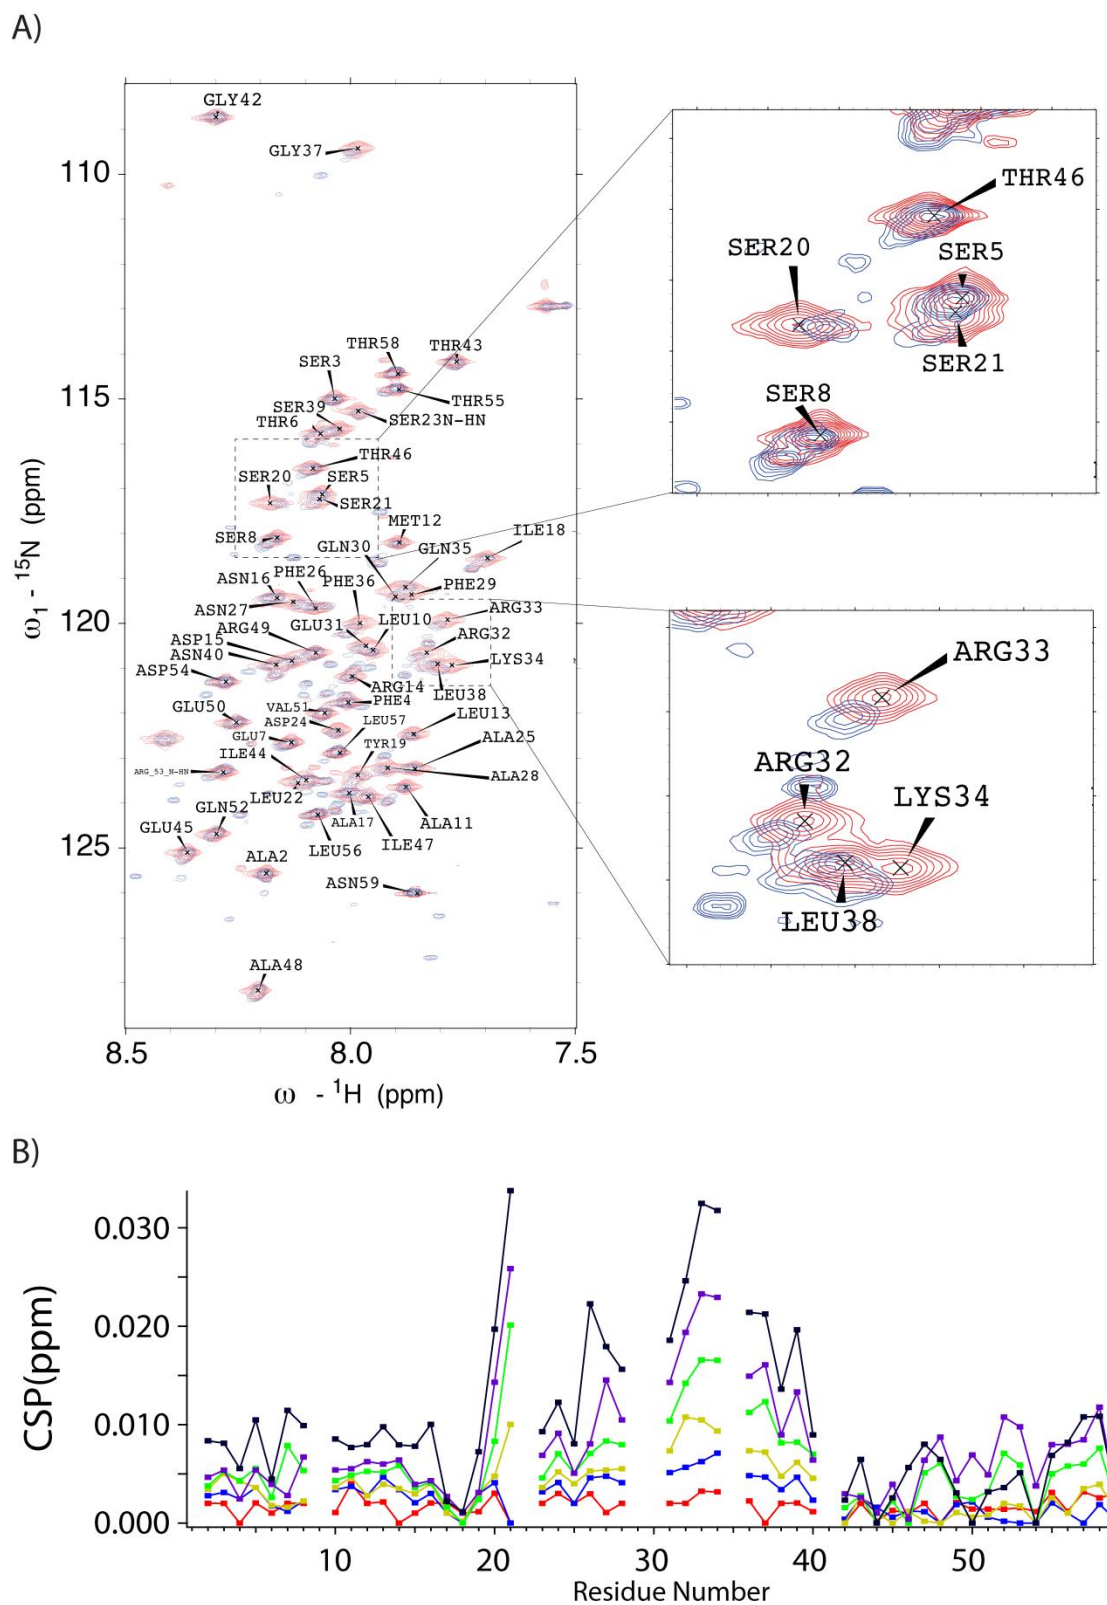 A)
GLY42
GLY37
110
THR58
THR43
SER3
115
THR55
SER39
SER23N-HN
THR6
THR46
SER20
SER5
SER21
SER8
MET12
GLN30
GLN35
ILE18
ASN16
PHE26
PHE36
PHE29
ASN27
GLU31
LEU10
ARG33
120
ARG49
ARG32
ASP15
ASN40
LYS34
ASP54
ARG14
LEU38
PHE4
GLU50
VAL51
ASP24
LEU57
LEU13
GLU7
TYR19
ALA25
ILE44
ARG_53_N-HN
ALA28
LEU22
GLN52
ALA17
ALA11
GLU45
LEU56
ILE47
125
ALA2
ASN59
ALA48
8.5
8.0
7.5
ω - ¹H (ppm)
ω₁ - ¹⁵N (ppm)
THR46
SER20
SER5
SER21
SER8
ARG33
ARG32
LYS34
LEU38
B)
0.030
0.020
0.010
0.000
CSP(ppm)
10
20
30
40
50
Residue Number